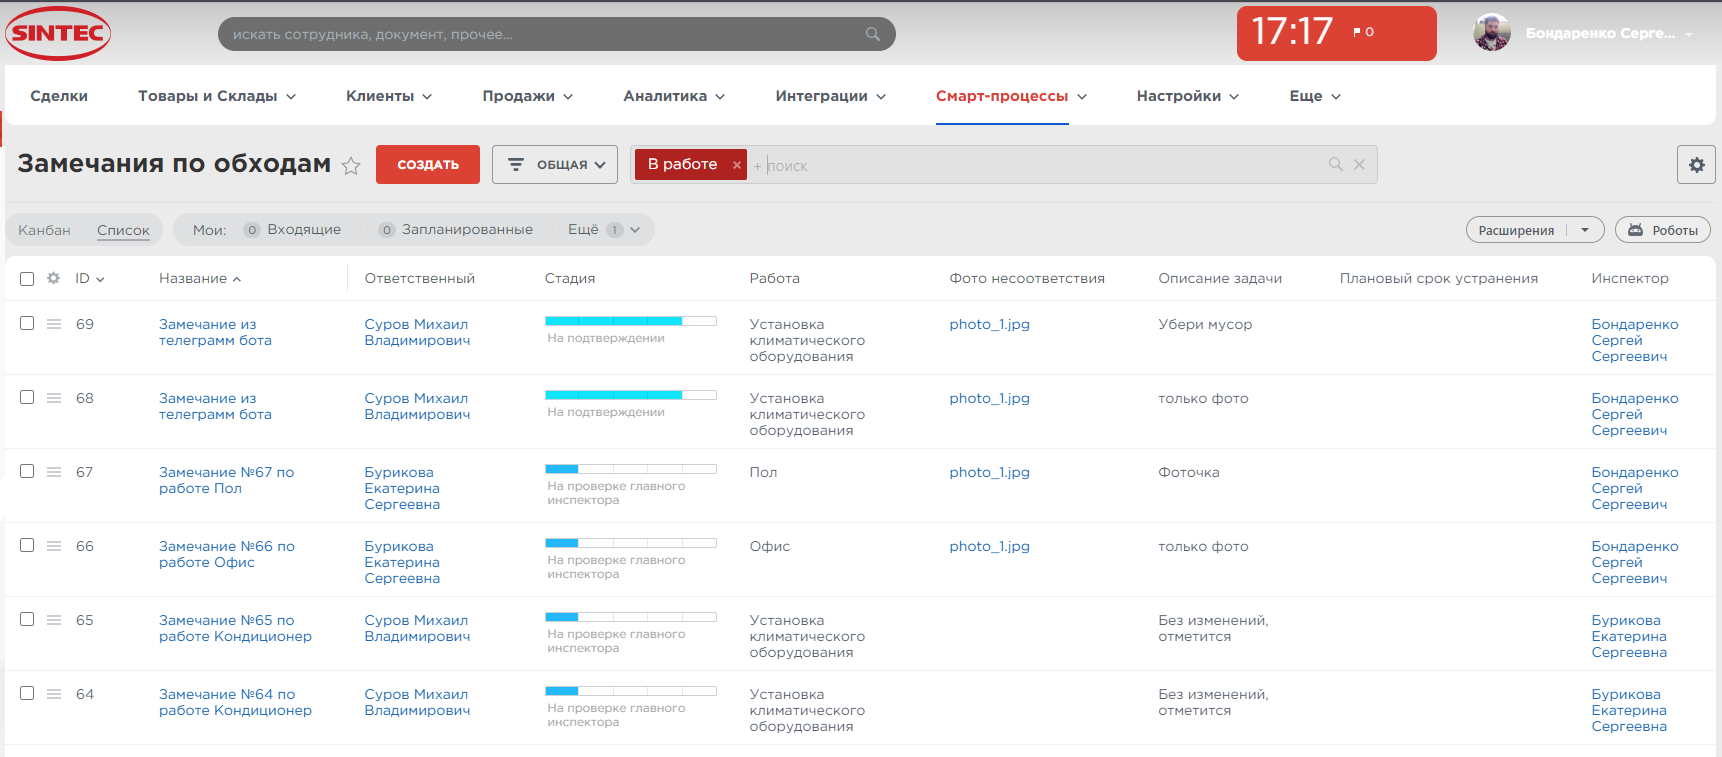 SINTEC
искать сотрудника, документ, прочее...
17:17
0
Бондаренко Серге...
Сделки
Товары и Склады
Клиенты
Продажи
Аналитика
Интеграции
Смарт-процессы
Настройки
Еще
Замечания по обходам
СОЗДАТЬ
ОБЩАЯ
В работе ×
+ поиск
Канбан
Список
Мои:
0 Входящие
0 Запланированные
Ещё 1
Расширения
Роботы
ID
Название
Ответственный
Стадия
Работа
Фото несоответствия
Описание задачи
Плановый срок устранения
Инспектор
69
Замечание из
телеграмм бота
Суров Михаил
Владимирович
На подтверждении
Установка
климатического
оборудования
photo_1.jpg
Убери мусор
Бондаренко
Сергей
Сергеевич
68
Замечание из
телеграмм бота
Суров Михаил
Владимирович
На подтверждении
Установка
климатического
оборудования
photo_1.jpg
только фото
Бондаренко
Сергей
Сергеевич
67
Замечание №67 по
работе Пол
Бурикова
Екатерина
Сергеевна
На проверке главного
инспектора
Пол
photo_1.jpg
Фоточка
Бондаренко
Сергей
Сергеевич
66
Замечание №66 по
работе Офис
Бурикова
Екатерина
Сергеевна
На проверке главного
инспектора
Офис
photo_1.jpg
только фото
Бондаренко
Сергей
Сергеевич
65
Замечание №65 по
работе Кондиционер
Суров Михаил
Владимирович
На проверке главного
инспектора
Установка
климатического
оборудования
Без изменений,
отметится
Бурикова
Екатерина
Сергеевна
64
Замечание №64 по
работе Кондиционер
Суров Михаил
Владимирович
На проверке главного
инспектора
Установка
климатического
оборудования
Без изменений,
отметится
Бурикова
Екатерина
Сергеевна